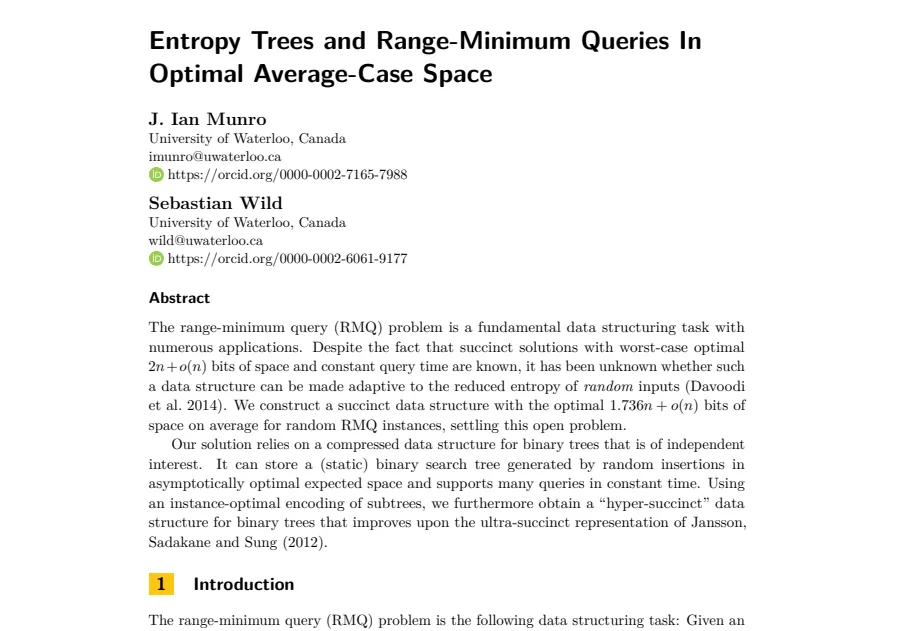 Entropy Trees and Range-Minimum Queries In
Optimal Average-Case Space
J. Ian Munro
University of Waterloo, Canada
imunro@uwaterloo.ca
iD https://orcid.org/0000-0002-7165-7988
Sebastian Wild
University of Waterloo, Canada
wild@uwaterloo.ca
iD https://orcid.org/0000-0002-6061-9177
Abstract
The range-minimum query (RMQ) problem is a fundamental data structuring task with
numerous applications. Despite the fact that succinct solutions with worst-case optimal
2n+o(n) bits of space and constant query time are known, it has been unknown whether such
a data structure can be made adaptive to the reduced entropy of random inputs (Davoodi
et al. 2014). We construct a succinct data structure with the optimal 1.736n + o(n) bits of
space on average for random RMQ instances, settling this open problem.
Our solution relies on a compressed data structure for binary trees that is of independent
interest. It can store a (static) binary search tree generated by random insertions in
asymptotically optimal expected space and supports many queries in constant time. Using
an instance-optimal encoding of subtrees, we furthermore obtain a “hyper-succinct” data
structure for binary trees that improves upon the ultra-succinct representation of Jansson,
Sadakane and Sung (2012).
1 Introduction
The range-minimum query (RMQ) problem is the following data structuring task: Given an